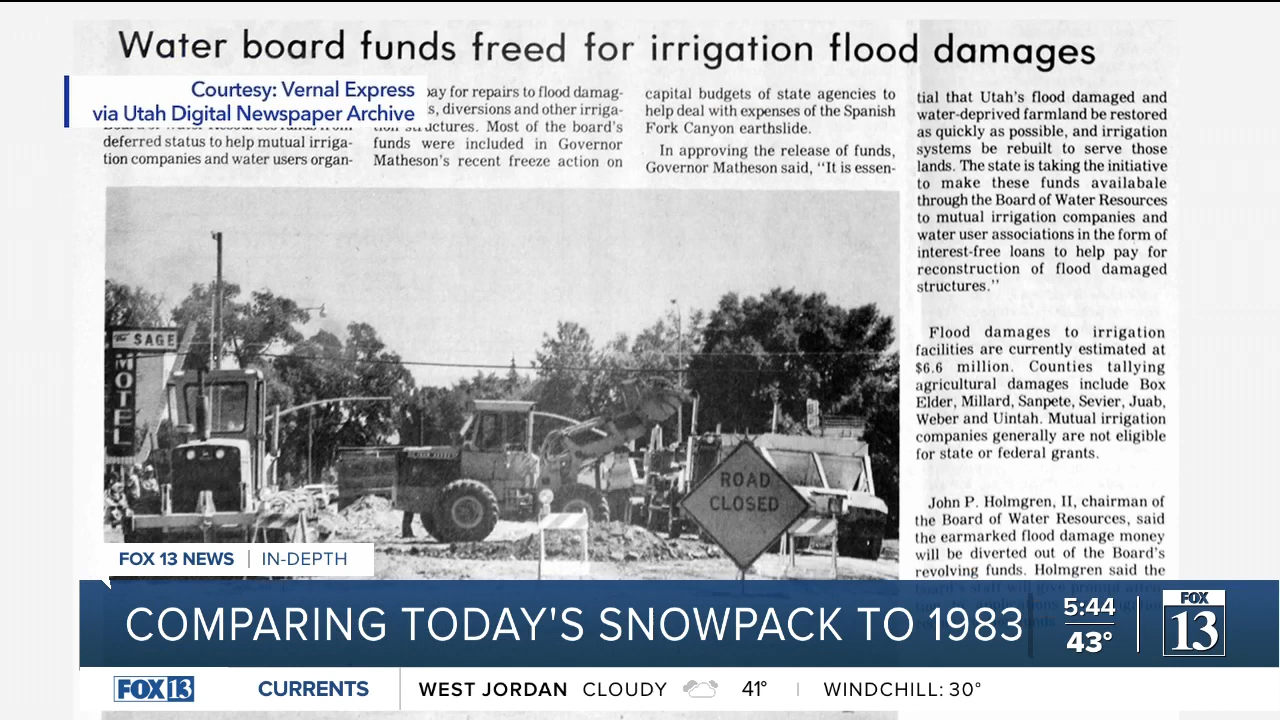 Water board funds freed for irrigation flood damages
Courtesy: Vernal Express
via Utah Digital Newspaper Archive
deferred status to help mutual irriga-
tion companies and water users organ-
pay for repairs to flood damag-
s, diversions and other irriga-
tion structures. Most of the board's
funds were included in Governor
Matheson's recent freeze action on
capital budgets of state agencies to
help deal with expenses of the Spanish
Fork Canyon earthslide.
In approving the release of funds,
Governor Matheson said, "It is essen-
tial that Utah's flood damaged and
water-deprived farmland be restored
as quickly as possible, and irrigation
systems be rebuilt to serve those
lands. The state is taking the initiative
to make these funds availabale
through the Board of Water Resources
to mutual irrigation companies and
water user associations in the form of
interest-free loans to help pay for
reconstruction of flood damaged
structures."
Flood damages to irrigation
facilities are currently estimated at
$6.6 million. Counties tallying
agricultural damages include Box
Elder, Millard, Sanpete, Sevier, Juab,
Weber and Uintah. Mutual irrigation
companies generally are not eligible
for state or federal grants.
John P. Holmgren, II, chairman of
the Board of Water Resources, said
the earmarked flood damage money
will be diverted out of the Board's
revolving funds. Holmgren said the
The SAGE
MOTEL
ROAD
CLOSED
FOX 13 NEWS | IN-DEPTH
COMPARING TODAY'S SNOWPACK TO 1983
5:44
43°
FOX
13
FOX 13
CURRENTS
WEST JORDAN CLOUDY 41° | WINDCHILL: 30°